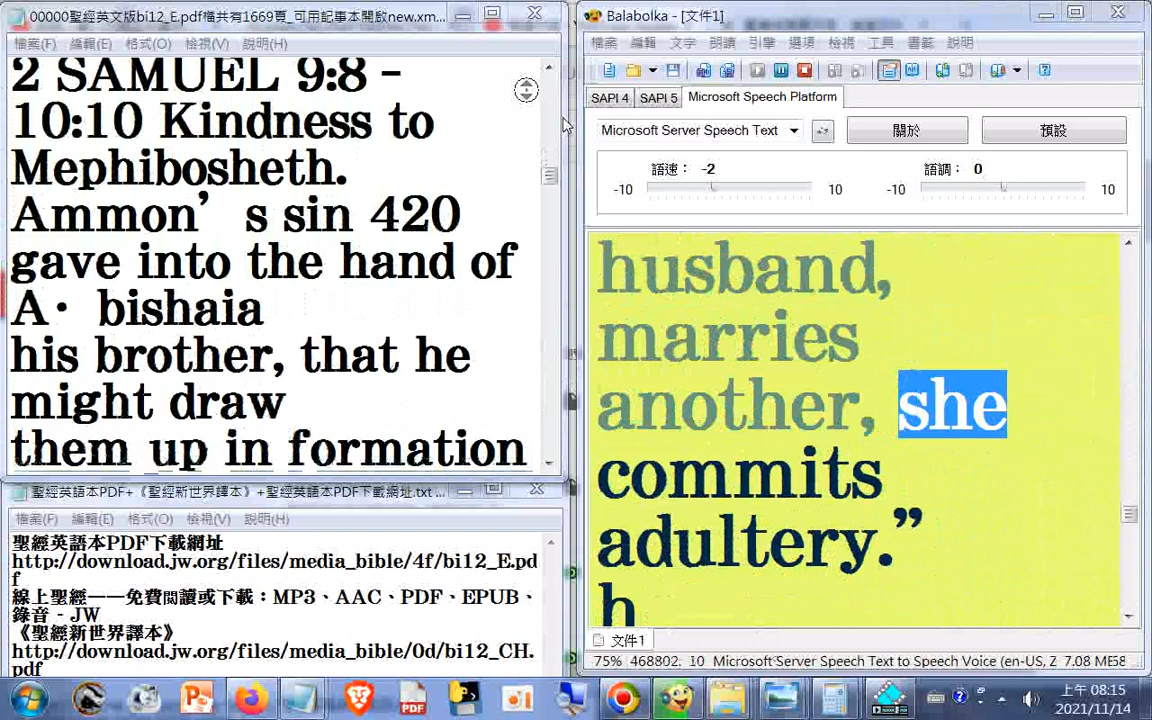 00000聖經英文版bi12_E.pdf檔共有1669頁_可用記事本開啟new.xm...
檔案(F) 編輯(E) 格式(O) 檢視(V) 說明(H)
2 SAMUEL 9:8 –
10:10 Kindness to
Mephibosheth.
Ammon’ s sin 420
gave into the hand of
A· bishaia
his brother, that he
might draw
them up in formation
聖經英語本PDF+《聖經新世界譯本》+聖經英語本PDF下載網址.txt ...
檔案(F) 編輯(E) 格式(O) 檢視(V) 說明(H)
聖經英語本PDF下載網址
http://download.jw.org/files/media_bible/4f/bi12_E.pd
f
線上聖經——免費閱讀或下載：MP3、AAC、PDF、EPUB、
錄音 - JW
《聖經新世界譯本》
http://download.jw.org/files/media_bible/0d/bi12_CH.
pdf
Balabolka - [文件1]
檔案 編輯 文字 朗讀 引擎 選項 檢視 工具 書籤 說明
SAPI 4 SAPI 5 Microsoft Speech Platform
Microsoft Server Speech Text 關於 預設
語速： -2 語調： 0
-10 10 -10 10
husband,
marries
another, she
commits
adultery.”
h
文件1
75% 468802: 10 Microsoft Server Speech Text to Speech Voice (en-US, Z 7.08 ME58
PDF
上午 08:15
2021/11/14